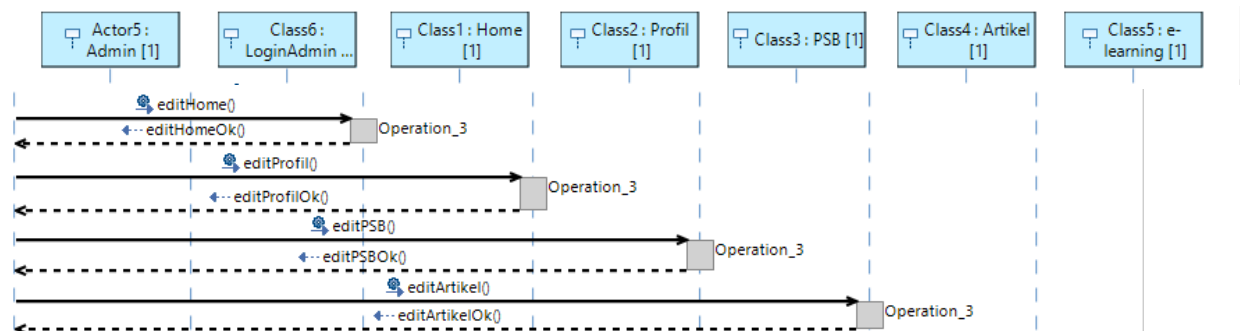 Actor5 :
Admin [1]
Class6 :
LoginAdmin ...
Class1 : Home
[1]
Class2 : Profil
[1]
Class3 : PSB [1]
Class4 : Artikel
[1]
Class5 : e-
learning [1]
editHome()
editHomeOk()
Operation_3
editProfil()
editProfilOk()
Operation_3
editPSB()
editPSBOk()
Operation_3
editArtikel()
editArtikelOk()
Operation_3